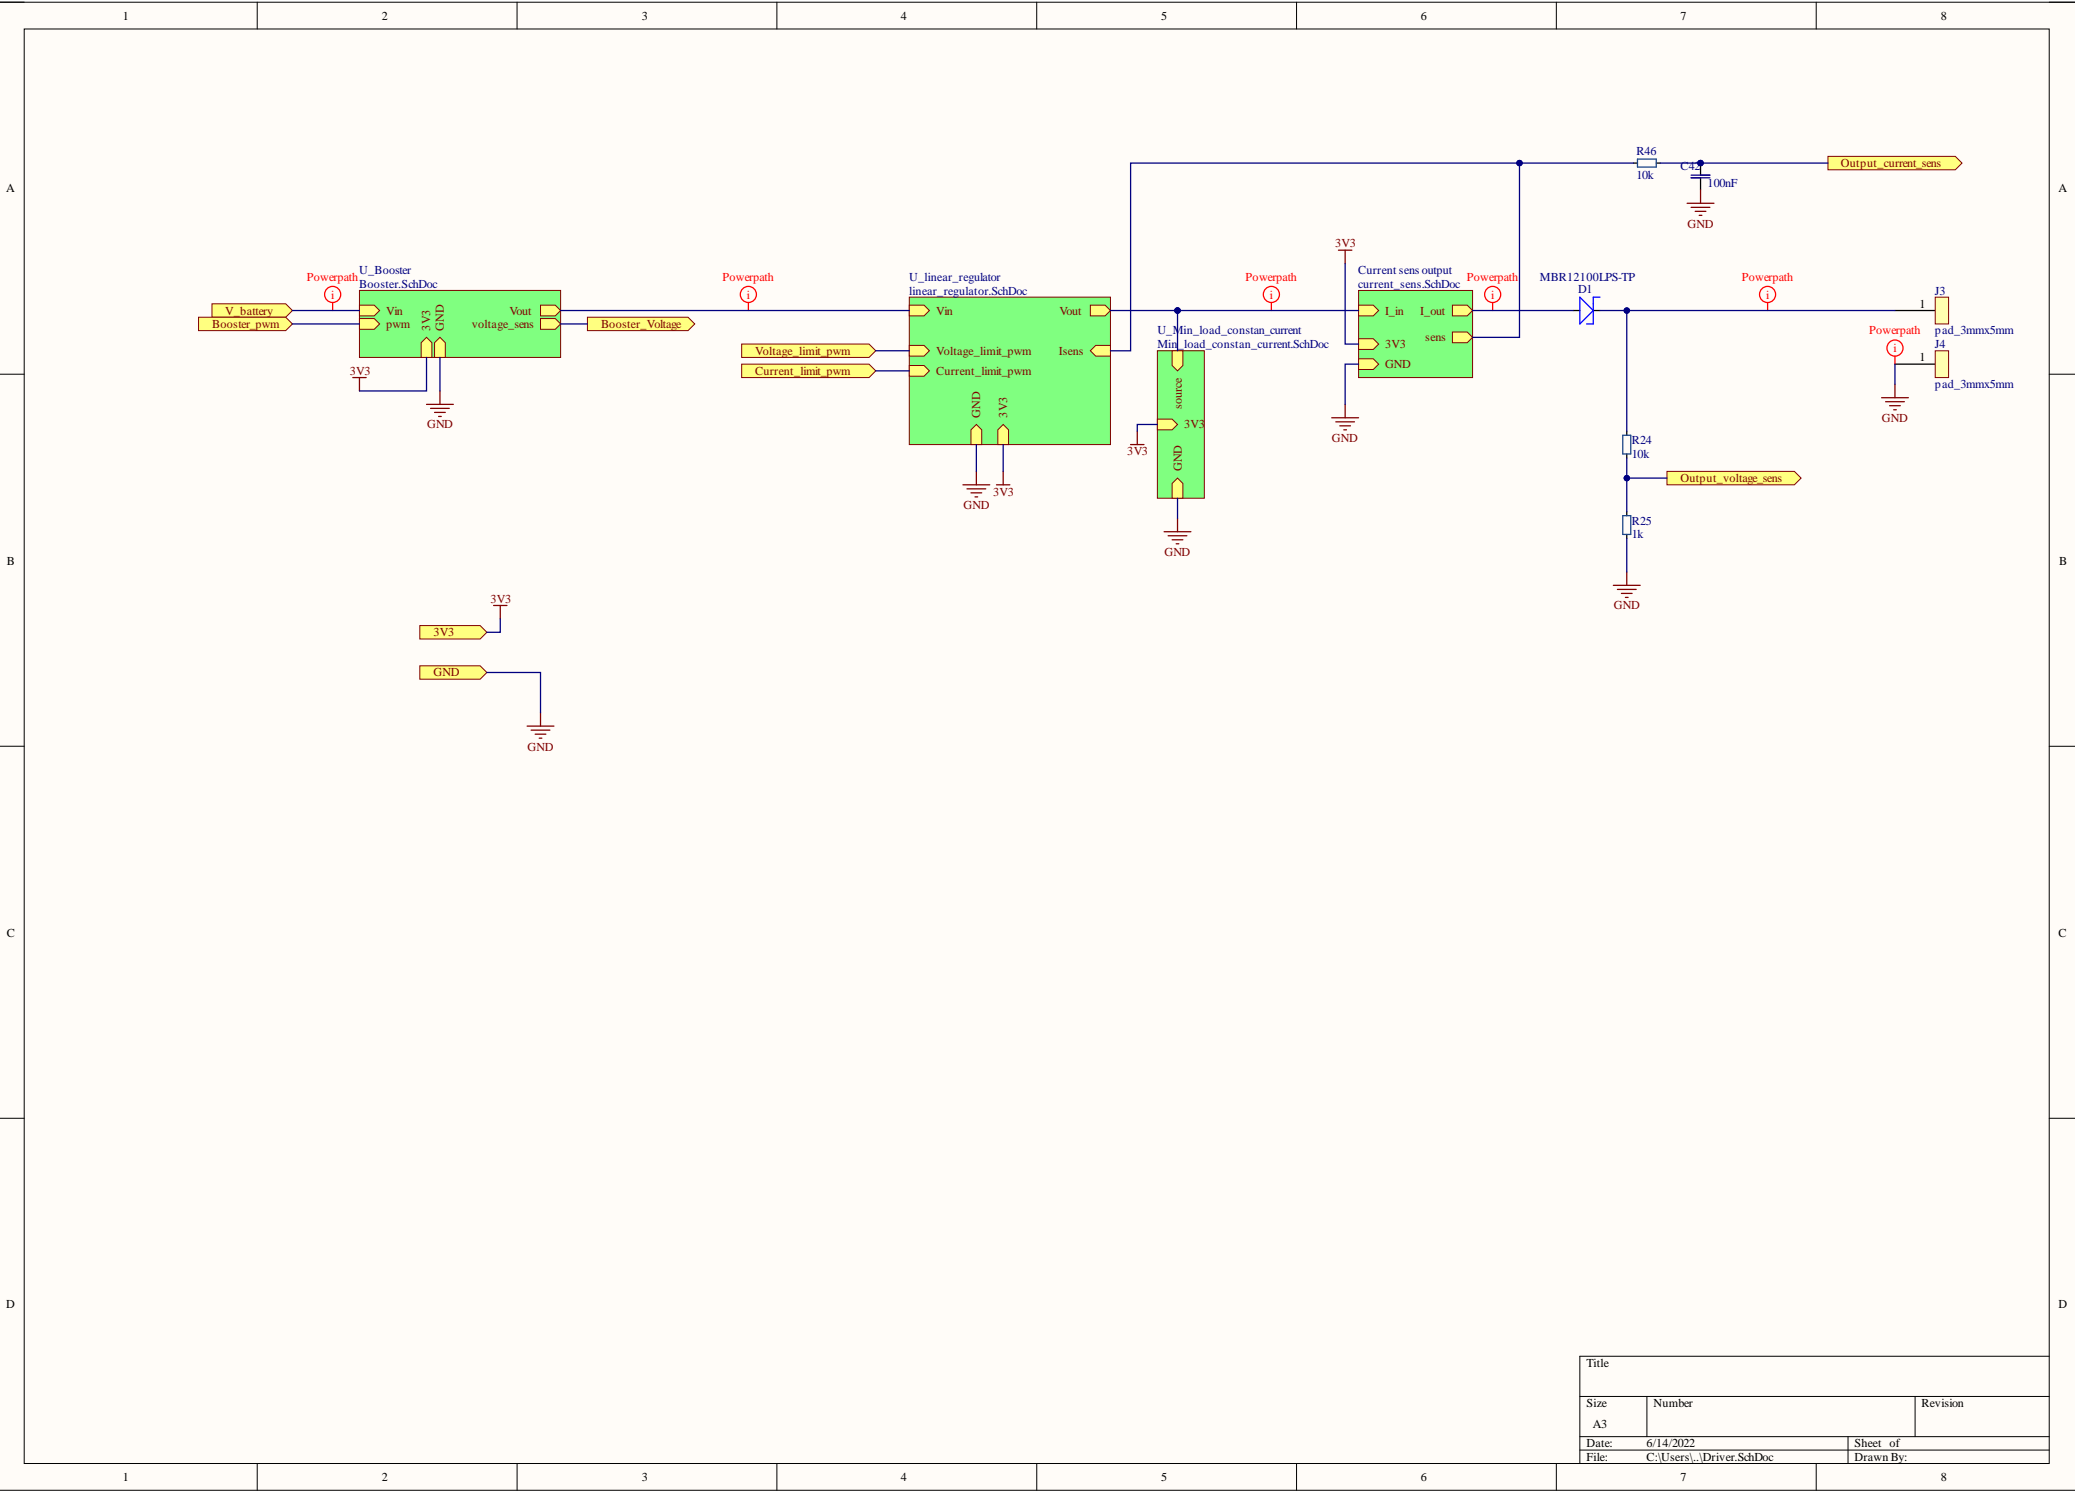 1 2 3 4 5 6 7 8
A
A
R46
10k
C42
100nF
GND
Output_current_sens
U_Booster
Booster.SchDoc
Powerpath
V_battery
Booster_pwm
Vin
pwm
3V3
GND
Vout
voltage_sens
Booster_Voltage
3V3
GND
Powerpath
U_linear_regulator
linear_regulator.SchDoc
Vin
Voltage_limit_pwm
Current_limit_pwm
Voltage_limit_pwm
Current_limit_pwm
Vout
Isens
GND
3V3
GND
3V3
Powerpath
U_Min_load_constan_current
Min_load_constan_current.SchDoc
source
3V3
GND
3V3
GND
3V3
Current sens output
current_sens.SchDoc
I_in
I_out
sens
3V3
GND
GND
Powerpath
MBR12100LPS-TP
D1
Powerpath
J3
1
pad_3mmx5mm
Powerpath
J4
1
pad_3mmx5mm
GND
R24
10k
Output_voltage_sens
R25
1k
GND
B
B
3V3
3V3
GND
GND
C
C
D
D
Title
Size
Number
Revision
A3
Date: 6/14/2022
Sheet of
File: C:\Users\..\Driver.SchDoc
Drawn By:
1 2 3 4 5 6 7 8